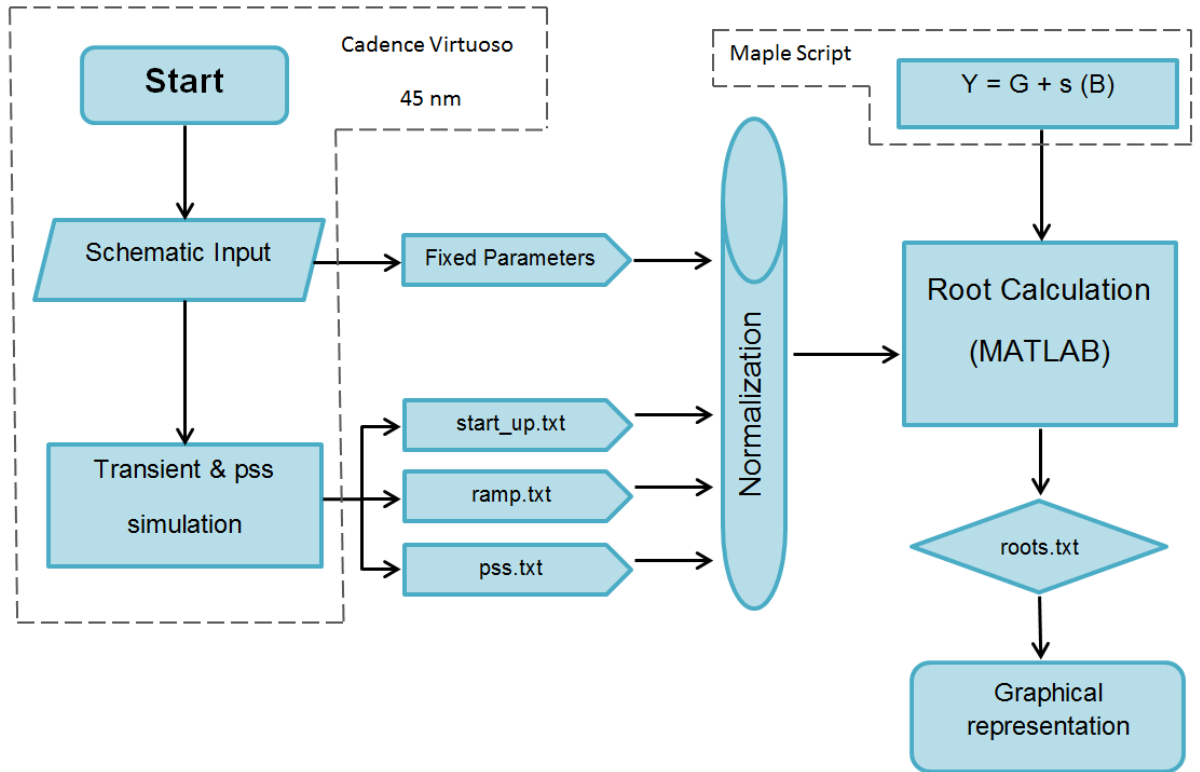 Cadence Virtuoso
45 nm
Start
Schematic Input
Transient & pss
simulation
Fixed Parameters
start_up.txt
ramp.txt
pss.txt
Normalization
Maple Script
Y = G + s (B)
Root Calculation
(MATLAB)
roots.txt
Graphical
representation